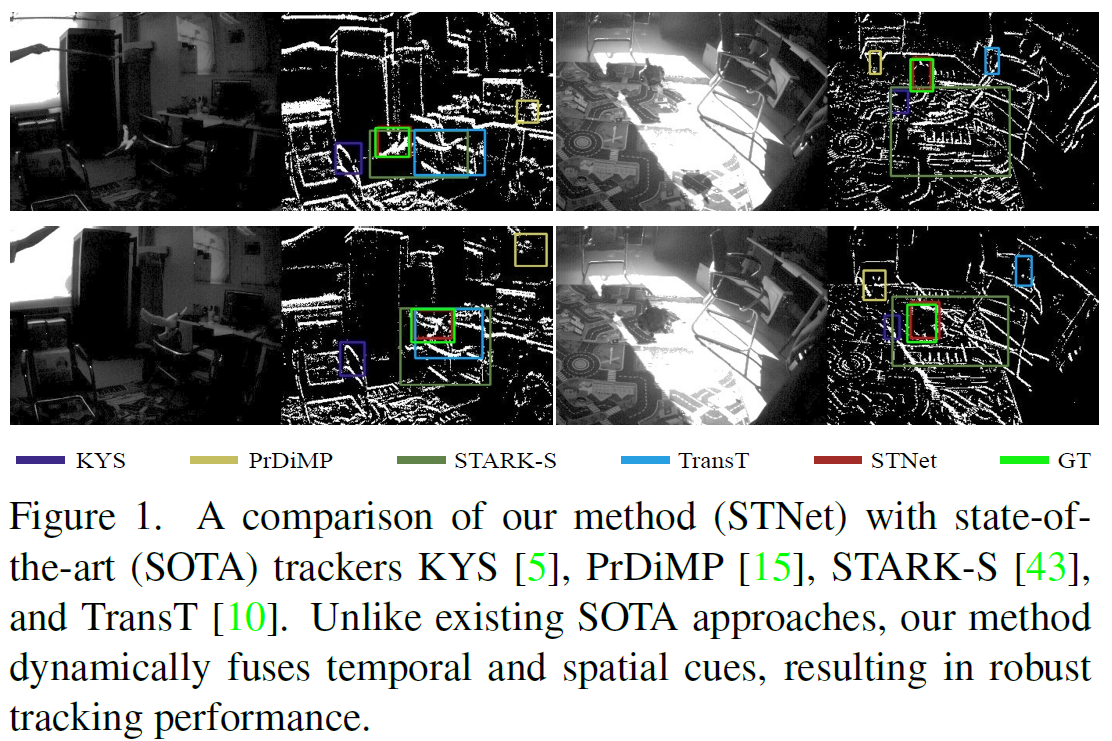 KYS PrDiMP STARK-S TransT STNet GT
Figure 1. A comparison of our method (STNet) with state-of-
the-art (SOTA) trackers KYS [5], PrDiMP [15], STARK-S [43],
and TransT [10]. Unlike existing SOTA approaches, our method
dynamically fuses temporal and spatial cues, resulting in robust
tracking performance.